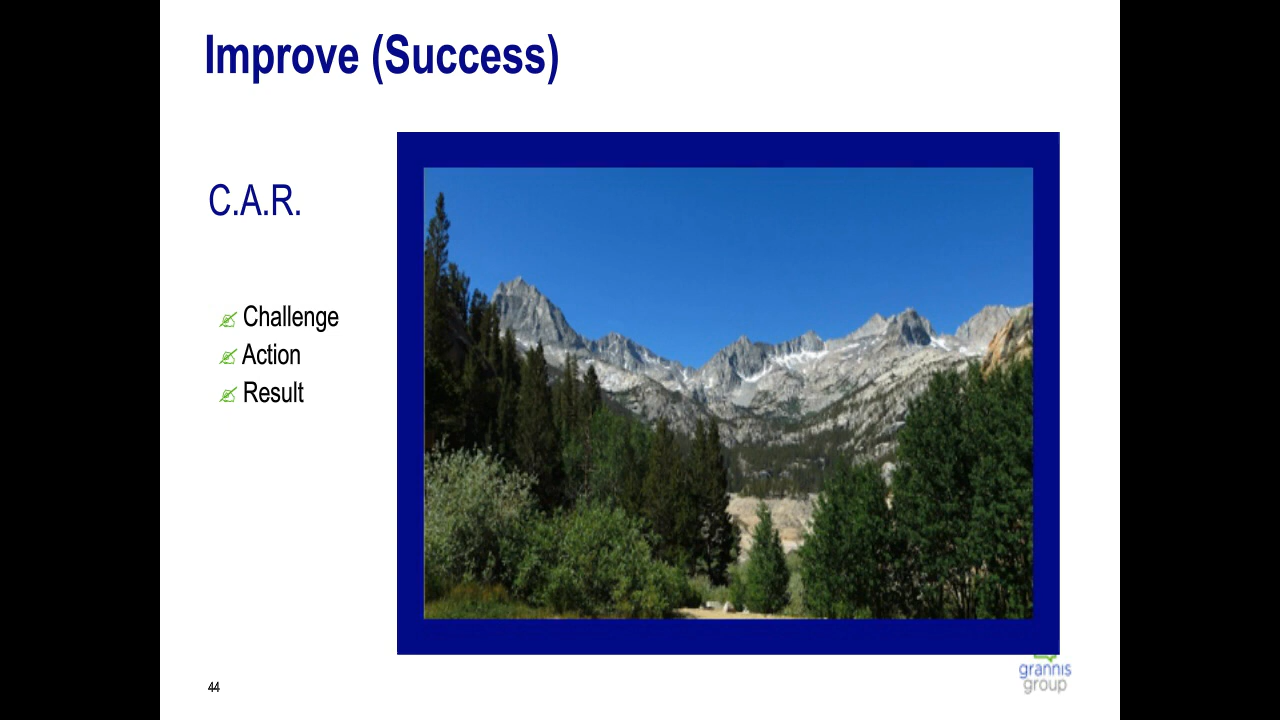 Improve (Success)
C.A.R.
Challenge
Action
Result
44
grannis
group